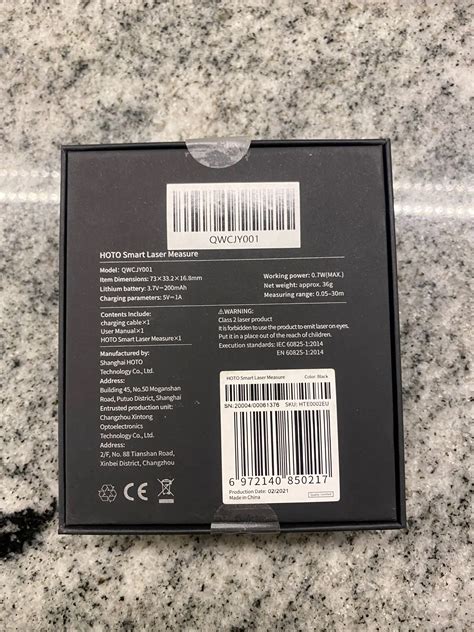 QWCJY001
HOTO Smart Laser Measure
Model: QWCJY001
Item Dimensions: 73×33.2×16.8mm
Lithium battery: 3.7V⎓200mAh
Charging parameters: 5V⎓1A
Working power: 0.7W(MAX.)
Net weight: approx. 36g
Measuring range: 0.05-30m
Contents Include:
charging cable×1
User Manual×1
HOTO Smart Laser Measure×1
⚠WARNING:
Class 2 laser product
It is forbidden to use the product to emit laser on eyes.
Put it in a place out of the reach of children.
Execution standards: IEC 60825-1:2014
EN 60825-1:2014
Manufactured by:
Shanghai HOTO
Technology Co., Ltd.
Address:
Building 45, No.50 Moganshan
Road, Putuo District, Shanghai
Entrusted production unit:
Changzhou Xintong
Optoelectronics
Technology Co., Ltd.
Address:
2/F, No. 88 Tianshan Road,
Xinbei District, Changzhou
CE
HOTO Smart Laser Measure Color: Black
SN:20004/00061376 SKU: HTE0002EU
6 972140 850217
Production Date: 02/2021
Made in China